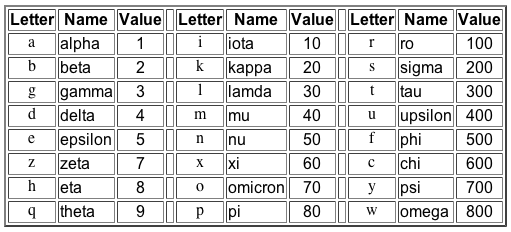 Letter Name Value Letter Name Value Letter Name Value
a alpha 1 i iota 10 r ro 100
b beta 2 k kappa 20 s sigma 200
g gamma 3 l lamda 30 t tau 300
d delta 4 m mu 40 u upsilon 400
e epsilon 5 n nu 50 f phi 500
z zeta 7 x xi 60 c chi 600
h eta 8 o omicron 70 y psi 700
q theta 9 p pi 80 w omega 800